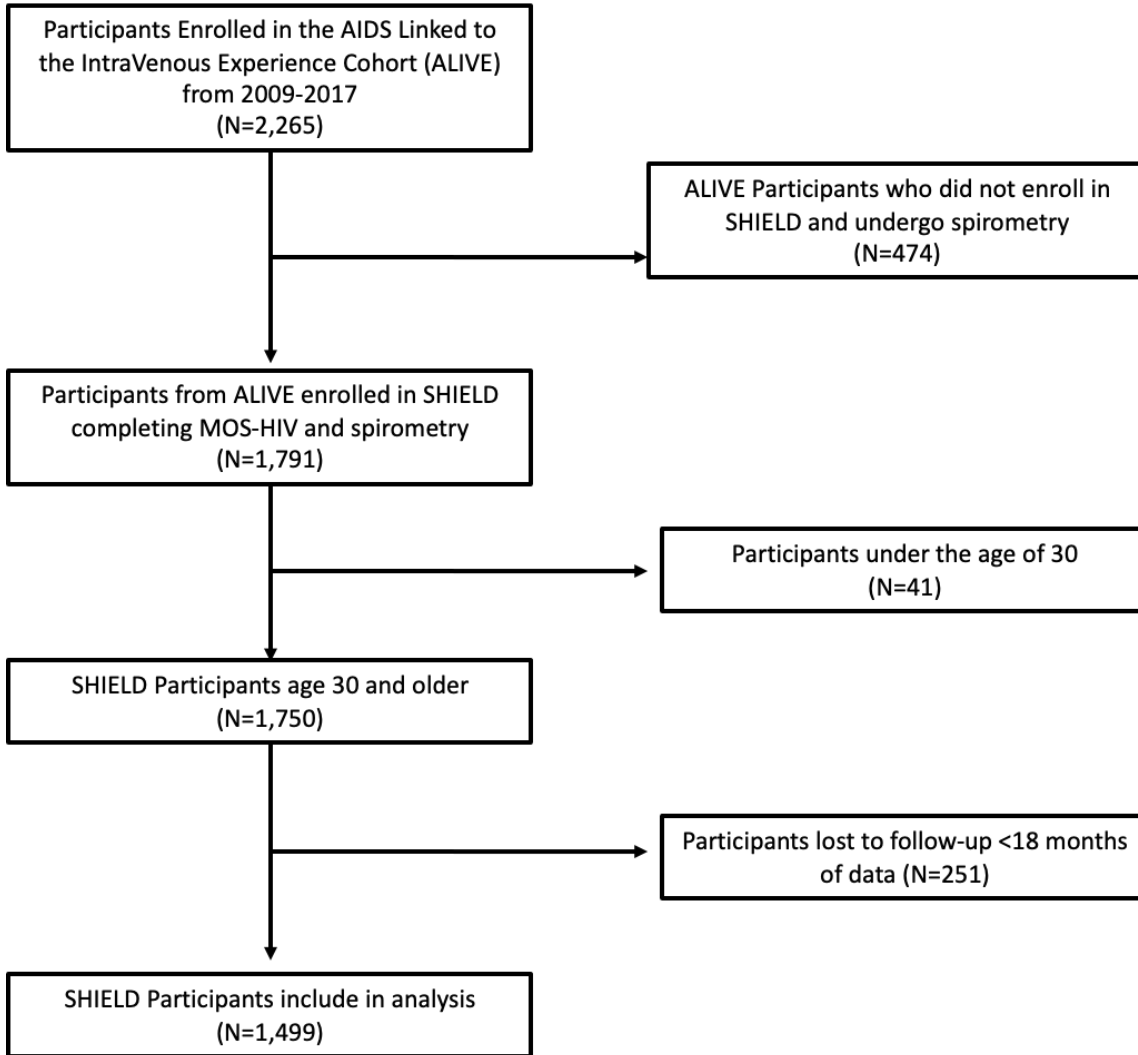 Participants Enrolled in the AIDS Linked to
the IntraVenous Experience Cohort (ALIVE)
from 2009-2017
(N=2,265)
ALIVE Participants who did not enroll in
SHIELD and undergo spirometry
(N=474)
Participants from ALIVE enrolled in SHIELD
completing MOS-HIV and spirometry
(N=1,791)
Participants under the age of 30
(N=41)
SHIELD Participants age 30 and older
(N=1,750)
Participants lost to follow-up <18 months
of data (N=251)
SHIELD Participants include in analysis
(N=1,499)